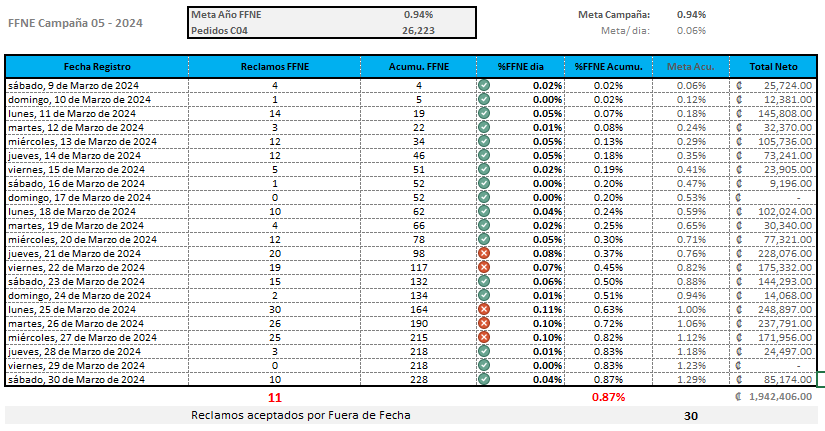 FFNE Campaña 05 - 2024
Meta Año FFNE 0.94%
Pedidos C04 26,223
Meta Campaña: 0.94%
Meta/ dia: 0.06%
Fecha Registro Reclamos FFNE Acumu. FFNE %FFNE dia %FFNE Acumu. Meta Acu. Total Neto
sábado, 9 de Marzo de 2024 4 4 0.02% 0.02% 0.06% ₡ 25,724.00
domingo, 10 de Marzo de 2024 1 5 0.00% 0.02% 0.12% ₡ 12,381.00
lunes, 11 de Marzo de 2024 14 19 0.05% 0.07% 0.18% ₡ 145,808.00
martes, 12 de Marzo de 2024 3 22 0.01% 0.08% 0.24% ₡ 32,370.00
miércoles, 13 de Marzo de 2024 12 34 0.05% 0.13% 0.29% ₡ 105,736.00
jueves, 14 de Marzo de 2024 12 46 0.05% 0.18% 0.35% ₡ 73,241.00
viernes, 15 de Marzo de 2024 5 51 0.02% 0.19% 0.41% ₡ 23,905.00
sábado, 16 de Marzo de 2024 1 52 0.00% 0.20% 0.47% ₡ 9,196.00
domingo, 17 de Marzo de 2024 0 52 0.00% 0.20% 0.53% ₡ -
lunes, 18 de Marzo de 2024 10 62 0.04% 0.24% 0.59% ₡ 102,024.00
martes, 19 de Marzo de 2024 4 66 0.02% 0.25% 0.65% ₡ 30,340.00
miércoles, 20 de Marzo de 2024 12 78 0.05% 0.30% 0.71% ₡ 77,321.00
jueves, 21 de Marzo de 2024 20 98 0.08% 0.37% 0.76% ₡ 228,076.00
viernes, 22 de Marzo de 2024 19 117 0.07% 0.45% 0.82% ₡ 175,332.00
sábado, 23 de Marzo de 2024 15 132 0.06% 0.50% 0.88% ₡ 144,293.00
domingo, 24 de Marzo de 2024 2 134 0.01% 0.51% 0.94% ₡ 14,068.00
lunes, 25 de Marzo de 2024 30 164 0.11% 0.63% 1.00% ₡ 248,897.00
martes, 26 de Marzo de 2024 26 190 0.10% 0.72% 1.06% ₡ 237,791.00
miércoles, 27 de Marzo de 2024 25 215 0.10% 0.82% 1.12% ₡ 171,956.00
jueves, 28 de Marzo de 2024 3 218 0.01% 0.83% 1.18% ₡ 24,497.00
viernes, 29 de Marzo de 2024 0 218 0.00% 0.83% 1.23% ₡ -
sábado, 30 de Marzo de 2024 10 228 0.04% 0.87% 1.29% ₡ 85,174.00
11 0.87% ₡ 1,942,406.00
Reclamos aceptados por Fuera de Fecha 30